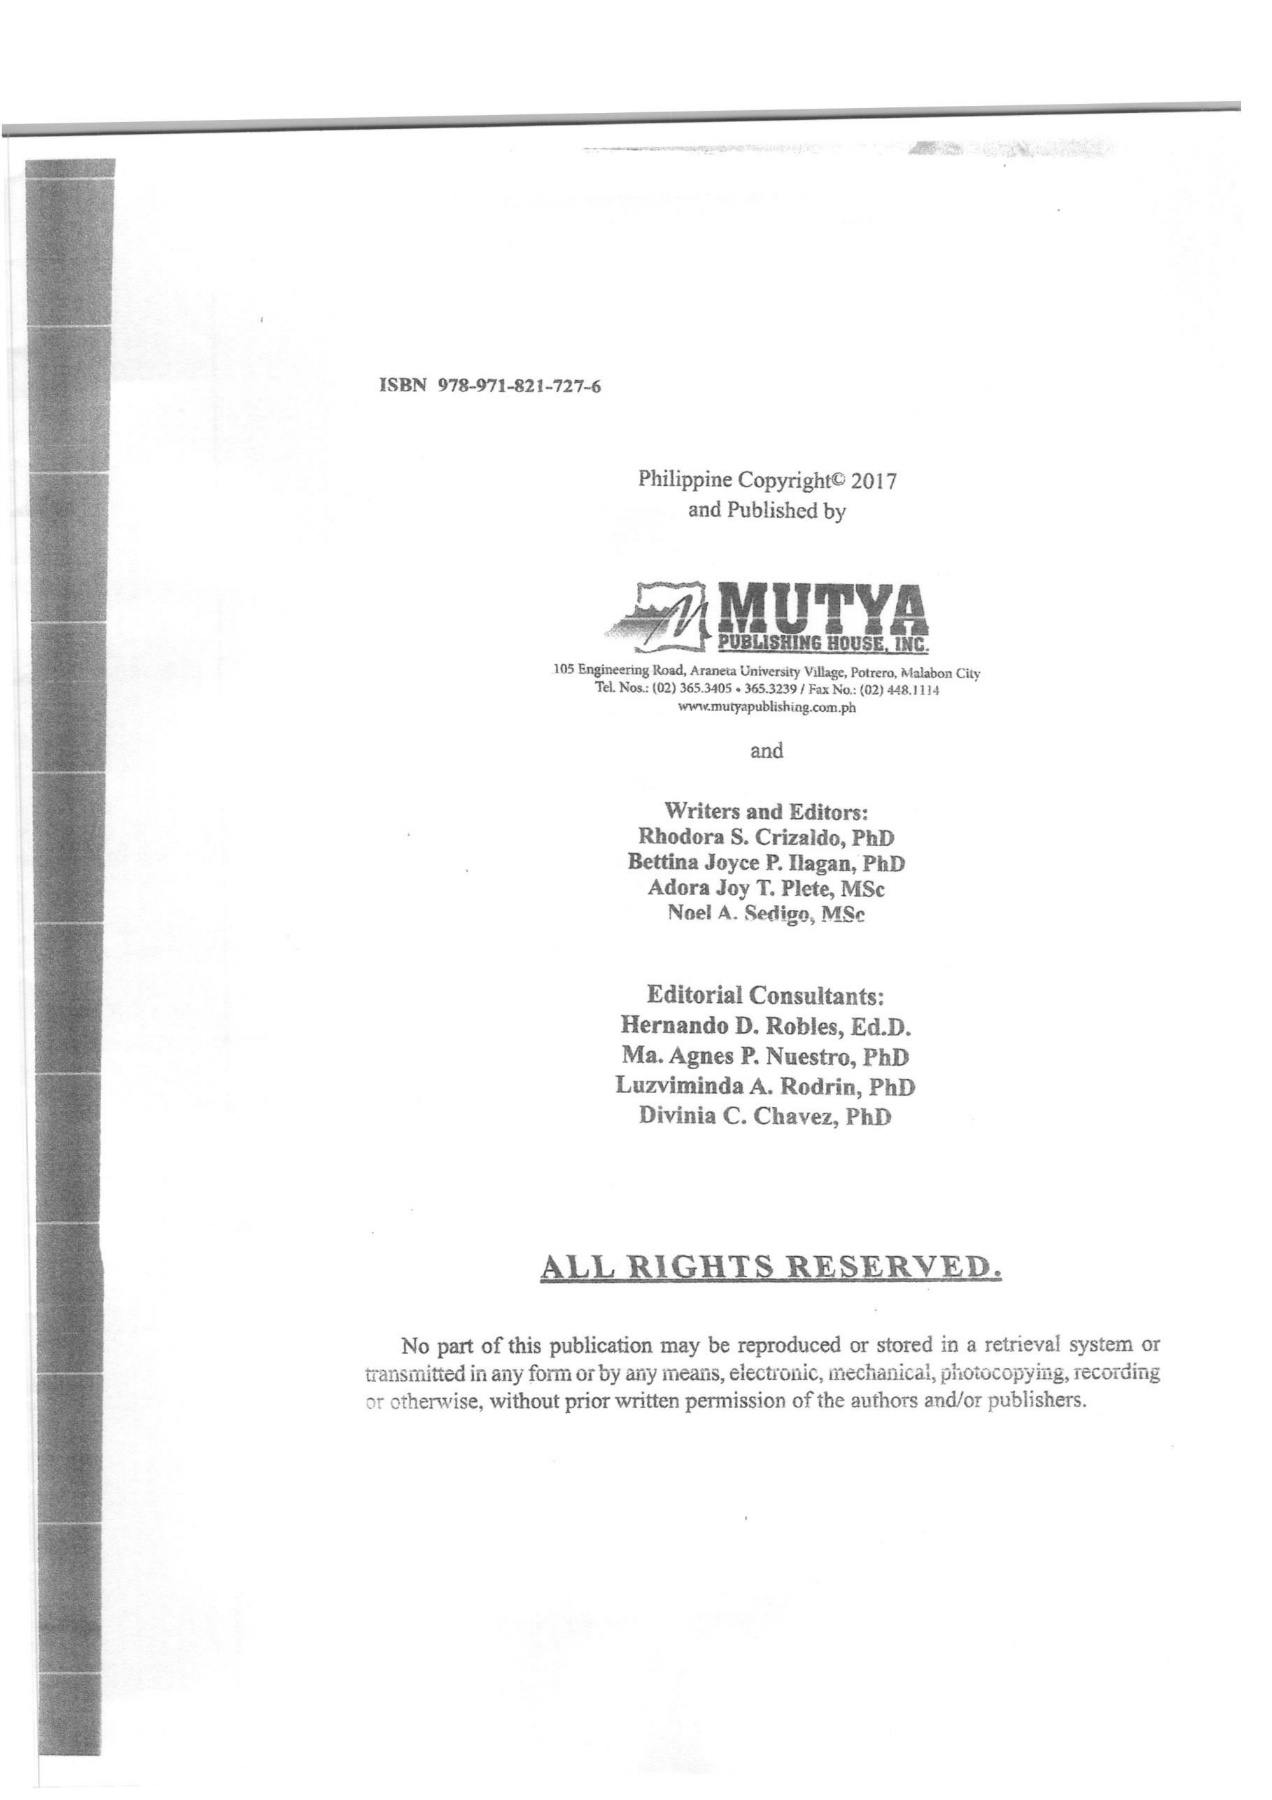 ISBN 978-971-821-727-6
Philippine Copyright© 2017
and Published by
MUTYA
PUBLISHING HOUSE, INC.
105 Engineering Road, Araneta University Village, Potrero, Malabon City
Tel. Nos.: (02) 365.3405 • 365.3239 / Fax No.: (02) 448.1114
www.mutyapublishing.com.ph
and
Writers and Editors:
Rhodora S. Crizaldo, PhD
Bettina Joyce P. Ilagan, PhD
Adora Joy T. Plete, MSc
Noel A. Sedigo, MSc
Editorial Consultants:
Hernando D. Robles, Ed.D.
Ma. Agnes P. Nuestro, PhD
Luzviminda A. Rodrin, PhD
Divinia C. Chavez, PhD
ALL RIGHTS RESERVED.
No part of this publication may be reproduced or stored in a retrieval system or
transmitted in any form or by any means, electronic, mechanical, photocopying, recording
or otherwise, without prior written permission of the authors and/or publishers.